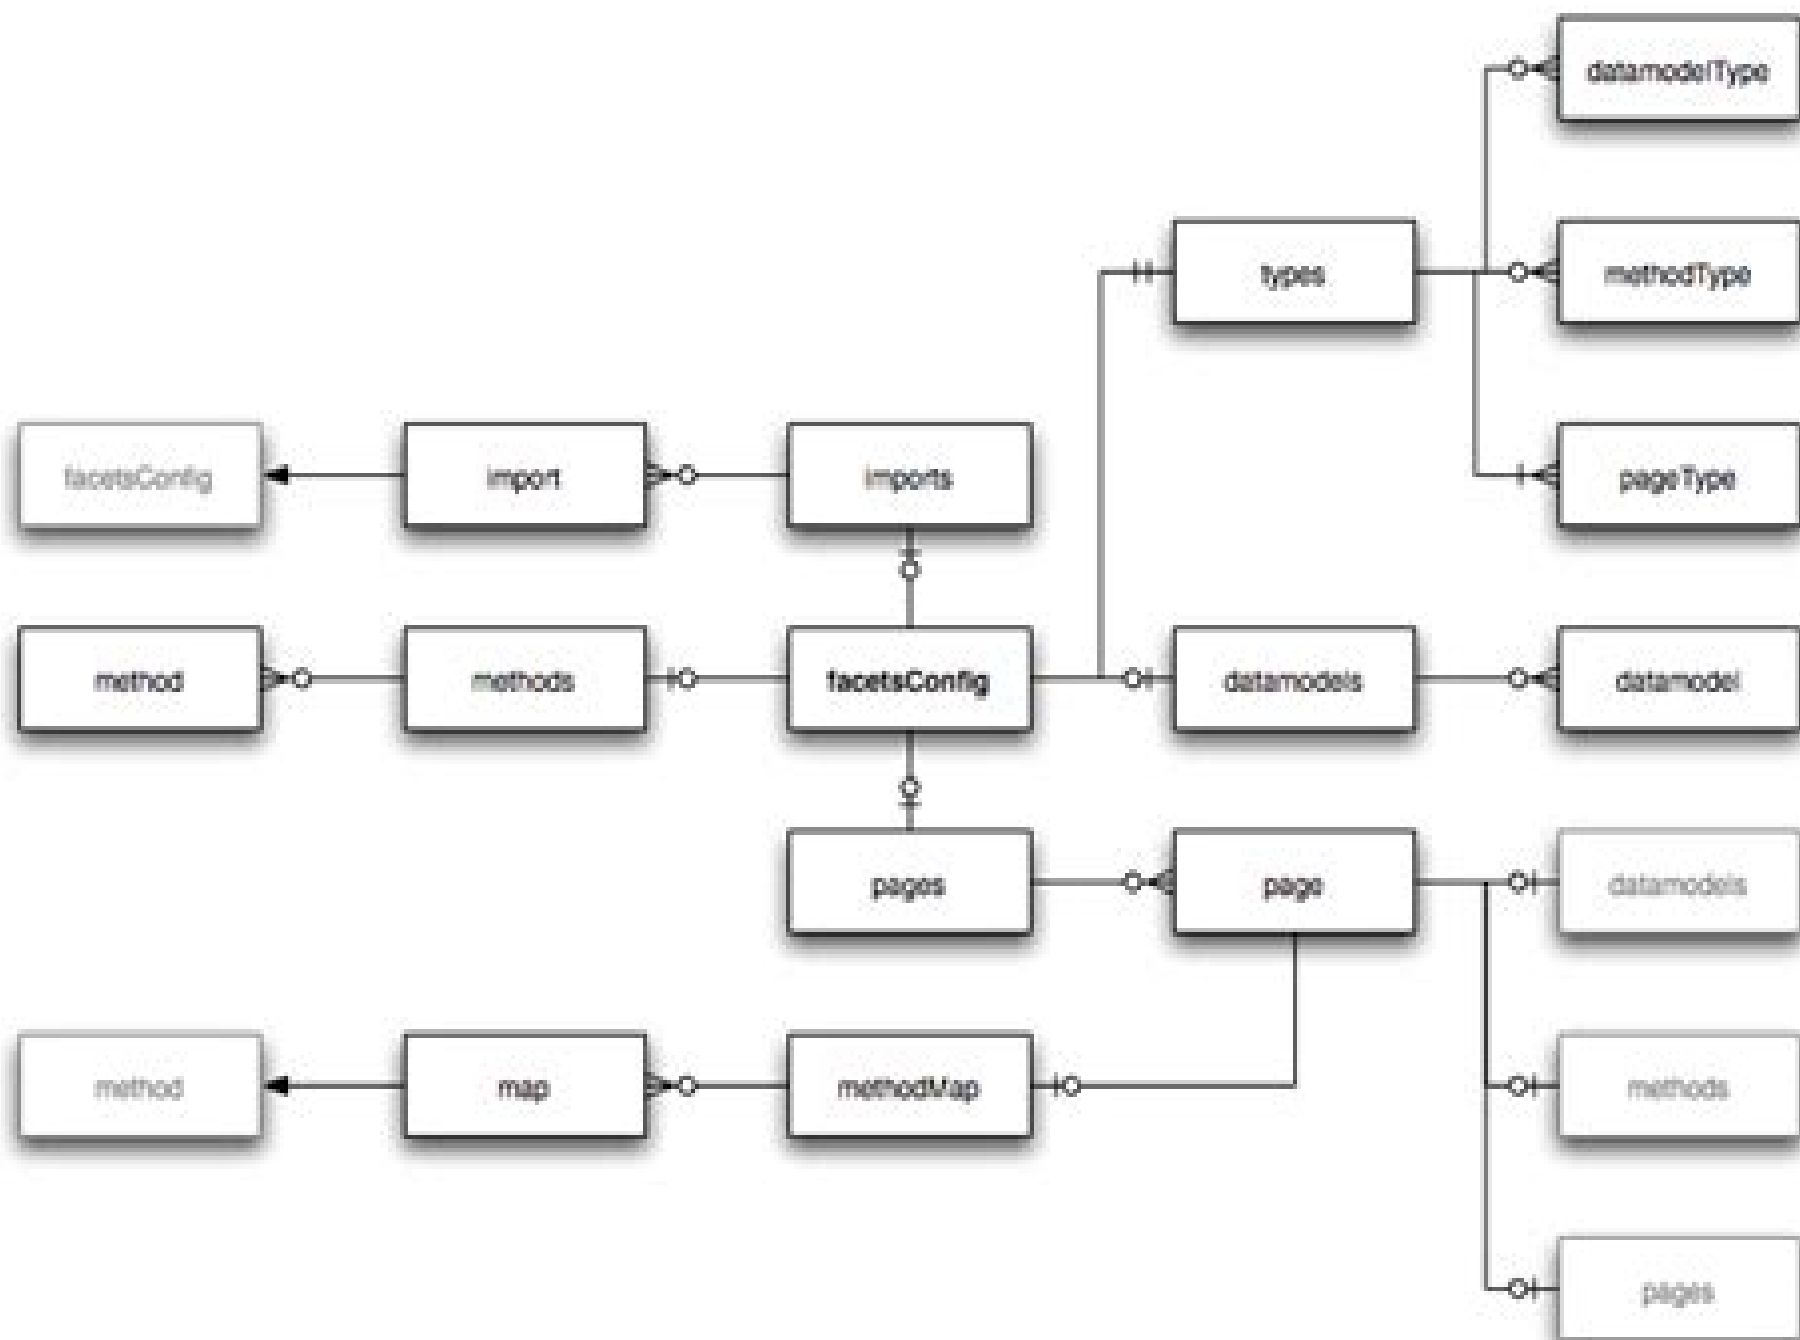 datamodelType
types
methodType
facetsConfig
import
imports
pageType
method
methods
facetsConfig
datamodels
datamodel
pages
page
datamodels
method
map
methodMap
methods
pages